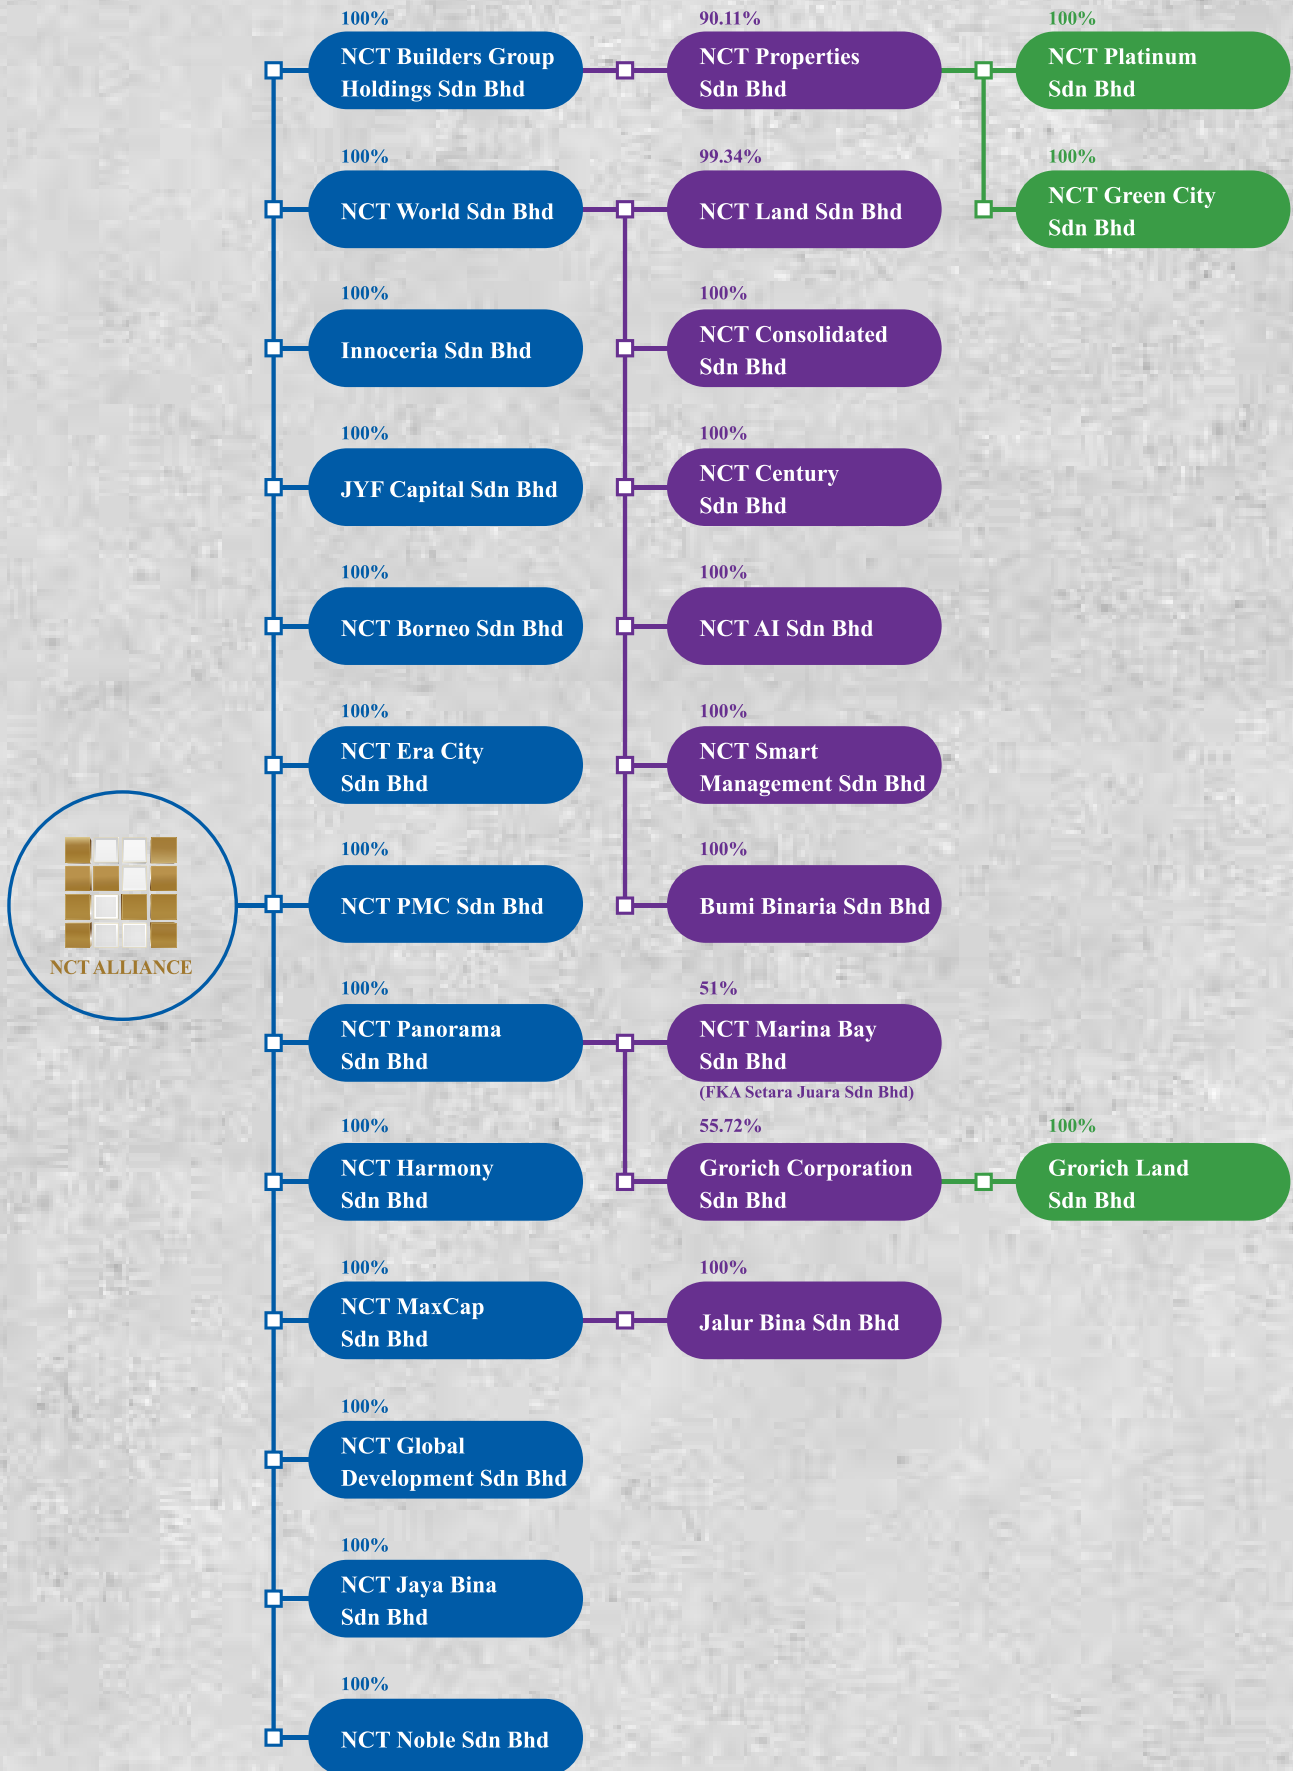 100%
NCT Builders Group
Holdings Sdn Bhd
90.11%
NCT Properties
Sdn Bhd
100%
NCT Platinum
Sdn Bhd
100%
NCT World Sdn Bhd
99.34%
NCT Land Sdn Bhd
100%
NCT Green City
Sdn Bhd
100%
Innoceria Sdn Bhd
100%
NCT Consolidated
Sdn Bhd
100%
JYF Capital Sdn Bhd
100%
NCT Century
Sdn Bhd
100%
NCT Borneo Sdn Bhd
100%
NCT AI Sdn Bhd
100%
NCT Era City
Sdn Bhd
100%
NCT Smart
Management Sdn Bhd
NCT ALLIANCE
100%
NCT PMC Sdn Bhd
100%
Bumi Binaria Sdn Bhd
100%
NCT Panorama
Sdn Bhd
51%
NCT Marina Bay
Sdn Bhd
(FKA Setara Juara Sdn Bhd)
100%
NCT Harmony
Sdn Bhd
55.72%
Grorich Corporation
Sdn Bhd
100%
Grorich Land
Sdn Bhd
100%
NCT MaxCap
Sdn Bhd
100%
Jalur Bina Sdn Bhd
100%
NCT Global
Development Sdn Bhd
100%
NCT Jaya Bina
Sdn Bhd
100%
NCT Noble Sdn Bhd